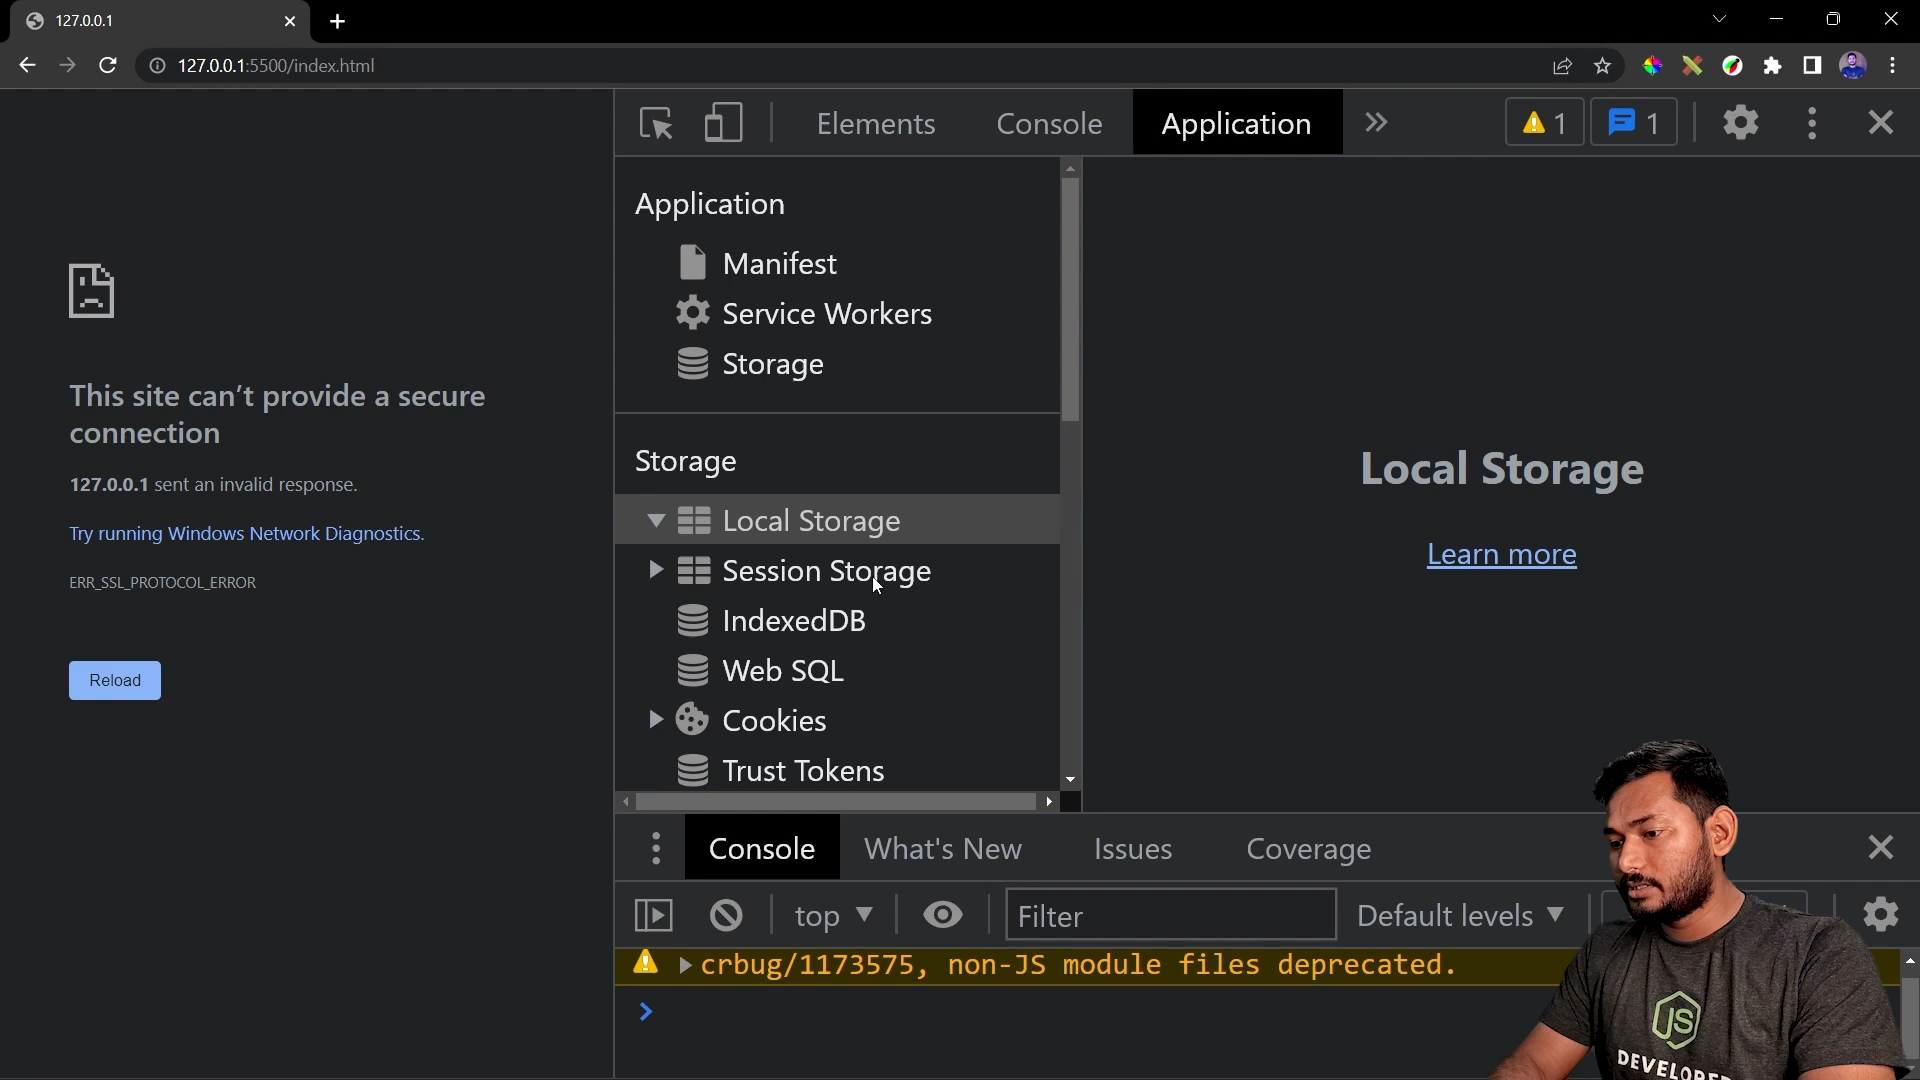 127.0.0.1
127.0.0.1:5500/index.html
This site can't provide a secure
connection
127.0.0.1 sent an invalid response.
Try running Windows Network Diagnostics.
ERR_SSL_PROTOCOL_ERROR
Reload
Elements
Console
Application
1
1
Application
Manifest
Service Workers
Storage
Storage
Local Storage
Session Storage
IndexedDB
Web SQL
Cookies
Trust Tokens
Local Storage
Learn more
Console
What's New
Issues
Coverage
top
Filter
Default levels
crbug/1173575, non-JS module files deprecated.
JS
DEVELOPER